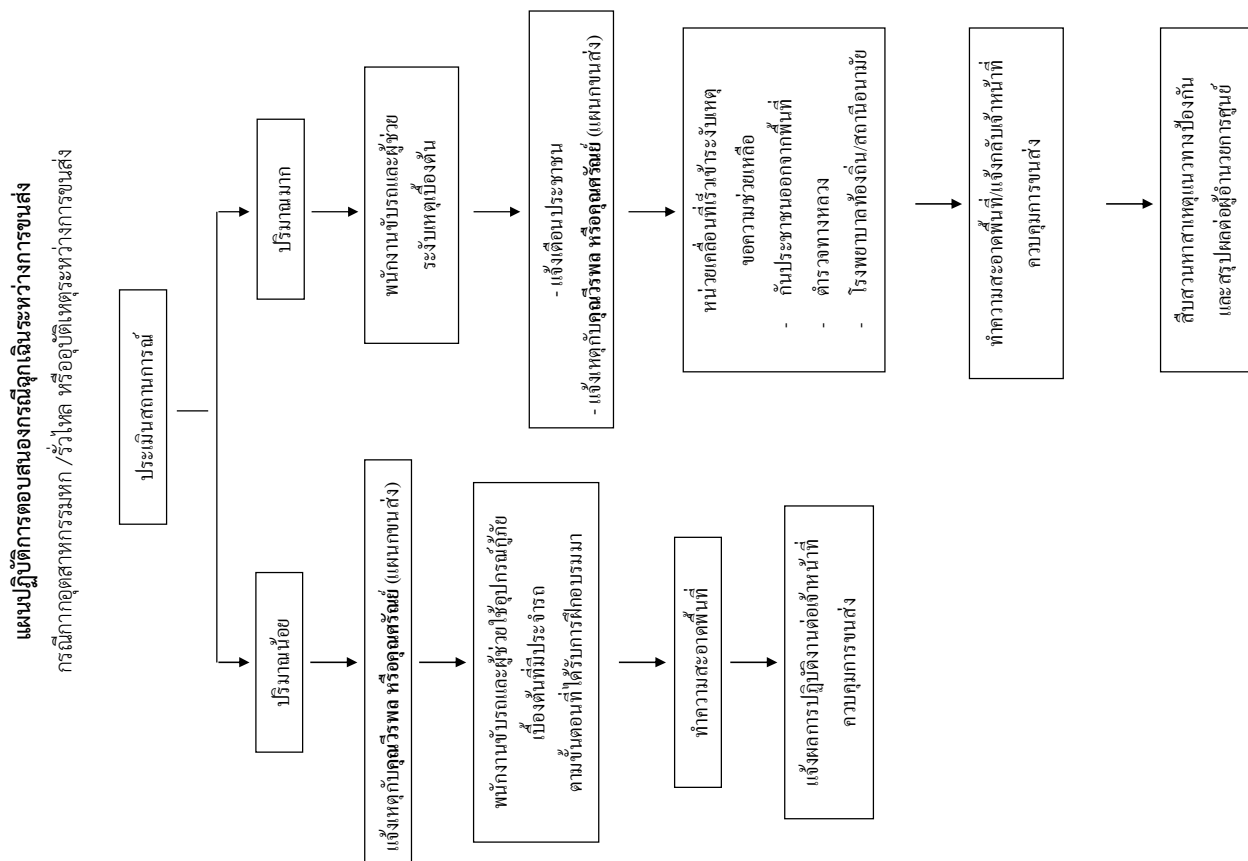 แผนปฏิบัติการตอบสนองกรณีฉุกเฉินระหว่างการขนส่ง
กรณีกากอุตสาหกรรมหก /รั่วไหล หรืออุบัติเหตุระหว่างการขนส่ง
ประเมินสถานการณ์
ปริมาณน้อย
แจ้งเหตุกับคุณวีรพล หรือคุณศรัณย์ (แผนกขนส่ง)
พนักงานขับรถและผู้ช่วยใช้อุปกรณ์กู้ภัย
เบื้องต้นที่มีประจำรถ
ตามขั้นตอนที่ได้รับการฝึกอบรมมา
ทำความสะอาดพื้นที่
แจ้งผลการปฏิบัติงานต่อเจ้าหน้าที่
ควบคุมการขนส่ง
ปริมาณมาก
พนักงานขับรถและผู้ช่วย
ระงับเหตุเบื้องต้น
- แจ้งเตือนประชาชน
- แจ้งเหตุกับคุณวีรพล หรือคุณศรัณย์ (แผนกขนส่ง)
หน่วยเคลื่อนที่เร็วเข้าระงับเหตุ
ขอความช่วยเหลือ
- กันประชาชนออกจากพื้นที่
- ตำรวจทางหลวง
- โรงพยาบาลท้องถิ่น/สถานีอนามัย
ทำความสะอาดพื้นที่/แจ้งกลับเจ้าหน้าที่
ควบคุมการขนส่ง
สืบสวนหาสาเหตุแนวทางป้องกัน
และสรุปผลต่อผู้อำนวยการศูนย์